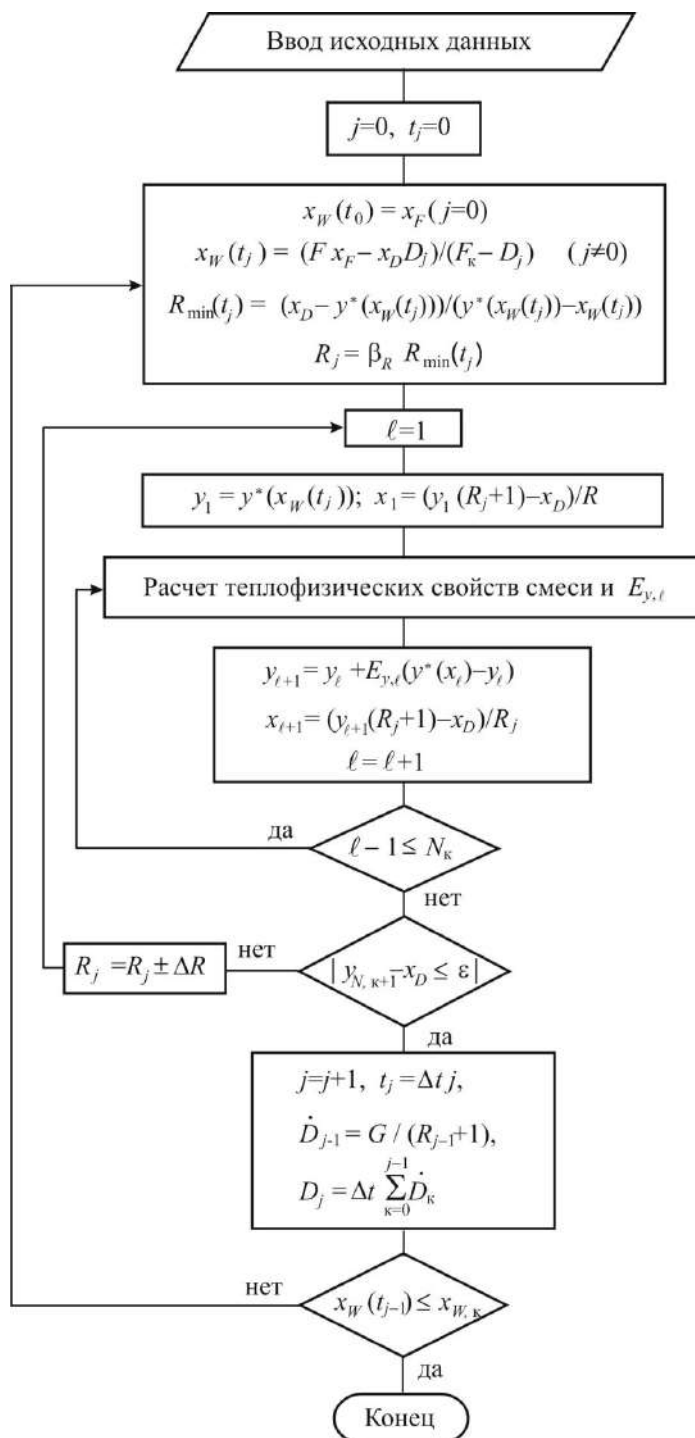 Ввод исходных данных
j=0, t_j=0
x_W(t_0) = x_F(j=0)
x_W(t_j) = (F x_F – x_D D_j)/(F_к – D_j) (j≠0)
R_min(t_j) = (x_D – y*(x_W(t_j)))/(y*(x_W(t_j))–x_W(t_j))
R_j = β_R R_min(t_j)
ℓ=1
y_1 = y*(x_W(t_j)); x_1=(y_1(R_j+1)–x_D)/R
Расчет теплофизических свойств смеси и E_y,ℓ
y_ℓ+1= y_ℓ +E_y,ℓ(y*(x_ℓ)–y_ℓ)
x_ℓ+1=(y_ℓ+1(R_j+1)–x_D)/R_j
ℓ = ℓ+1
да
ℓ – 1 ≤ N_к
нет
R_j =R_j ± ΔR
нет
| y_N, к+1–x_D ≤ ε |
да
j=j+1, t_j = Δt j,
Ḋ_j-1 = G / (R_j-1+1),
D_j = Δt Σ_к=0^j–1 Ḋ_к
нет
x_W(t_j–1) ≤ x_W, к
да
Конец